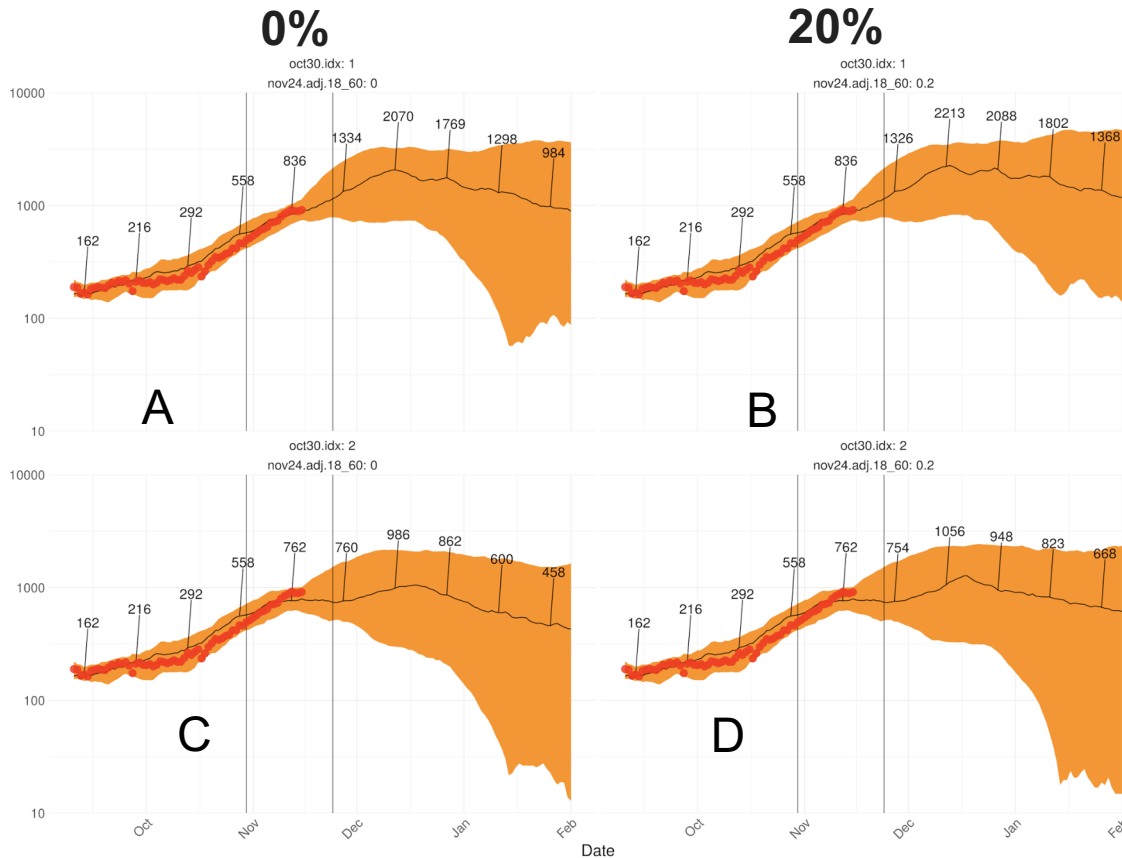 0% 20%
oct30.idx: 1 oct30.idx: 1
nov24.adj.18_60: 0 nov24.adj.18_60: 0.2
10000
1000
100
10
162 216 292 558 836 1334 2070 1769 1298 984
A
162 216 292 558 836 1326 2213 2088 1802 1368
B
oct30.idx: 2 oct30.idx: 2
nov24.adj.18_60: 0 nov24.adj.18_60: 0.2
10000
1000
100
10
162 216 292 558 762 760 986 862 600 458
C
162 216 292 558 762 754 1056 948 823 668
D
Oct Nov Dec Jan Feb Oct Nov Dec Jan Feb
Date